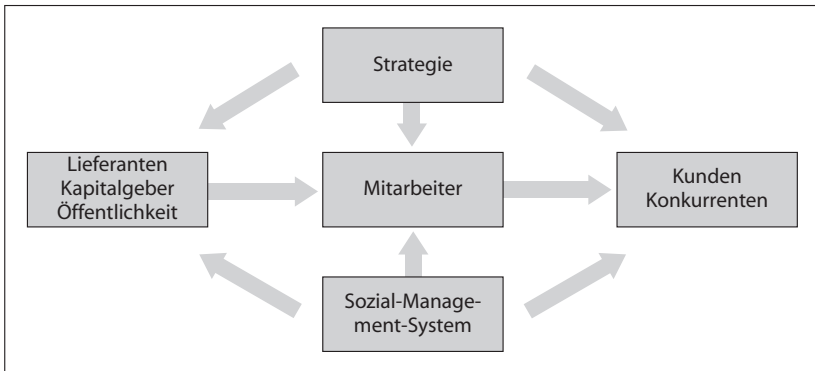 Strategie
Lieferanten
Kapitalgeber
Öffentlichkeit
Mitarbeiter
Kunden
Konkurrenten
Sozial-Manage-
ment-System